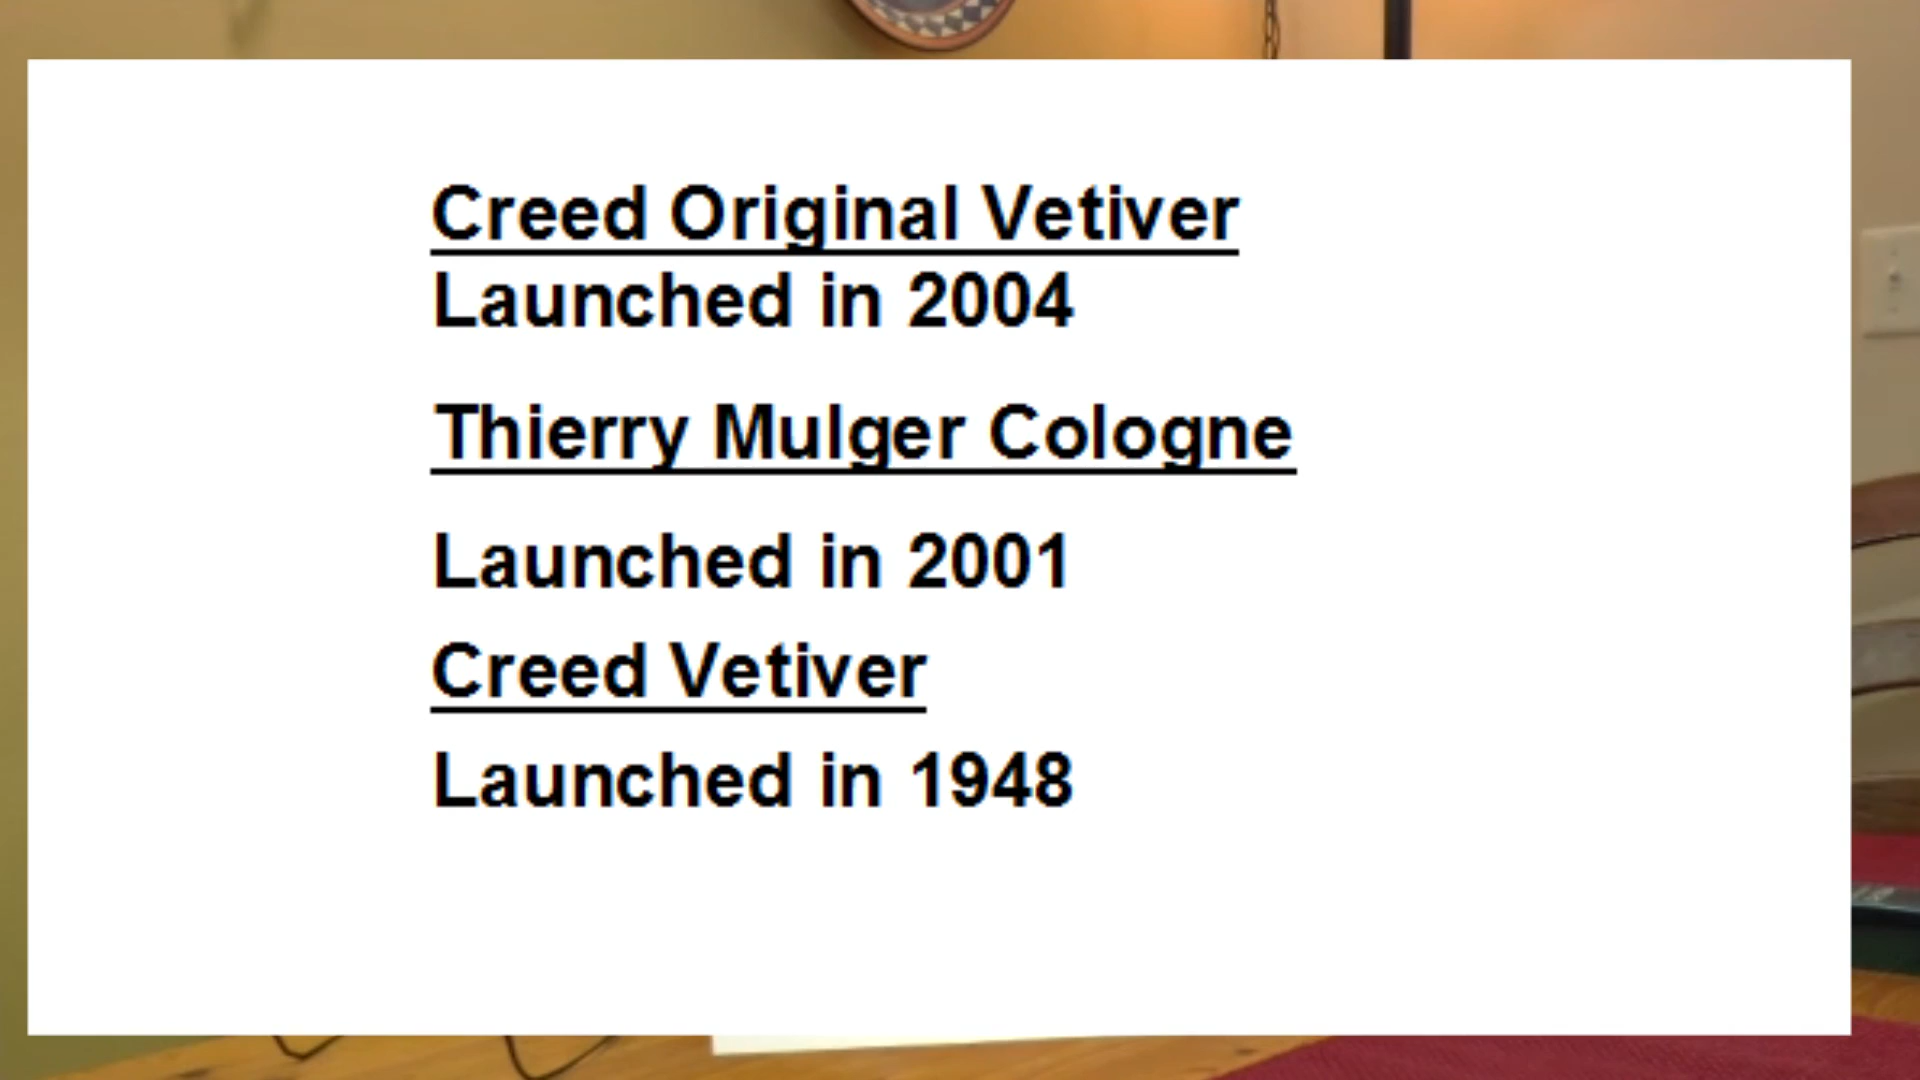 Creed Original Vetiver
Launched in 2004
Thierry Mulger Cologne
Launched in 2001
Creed Vetiver
Launched in 1948